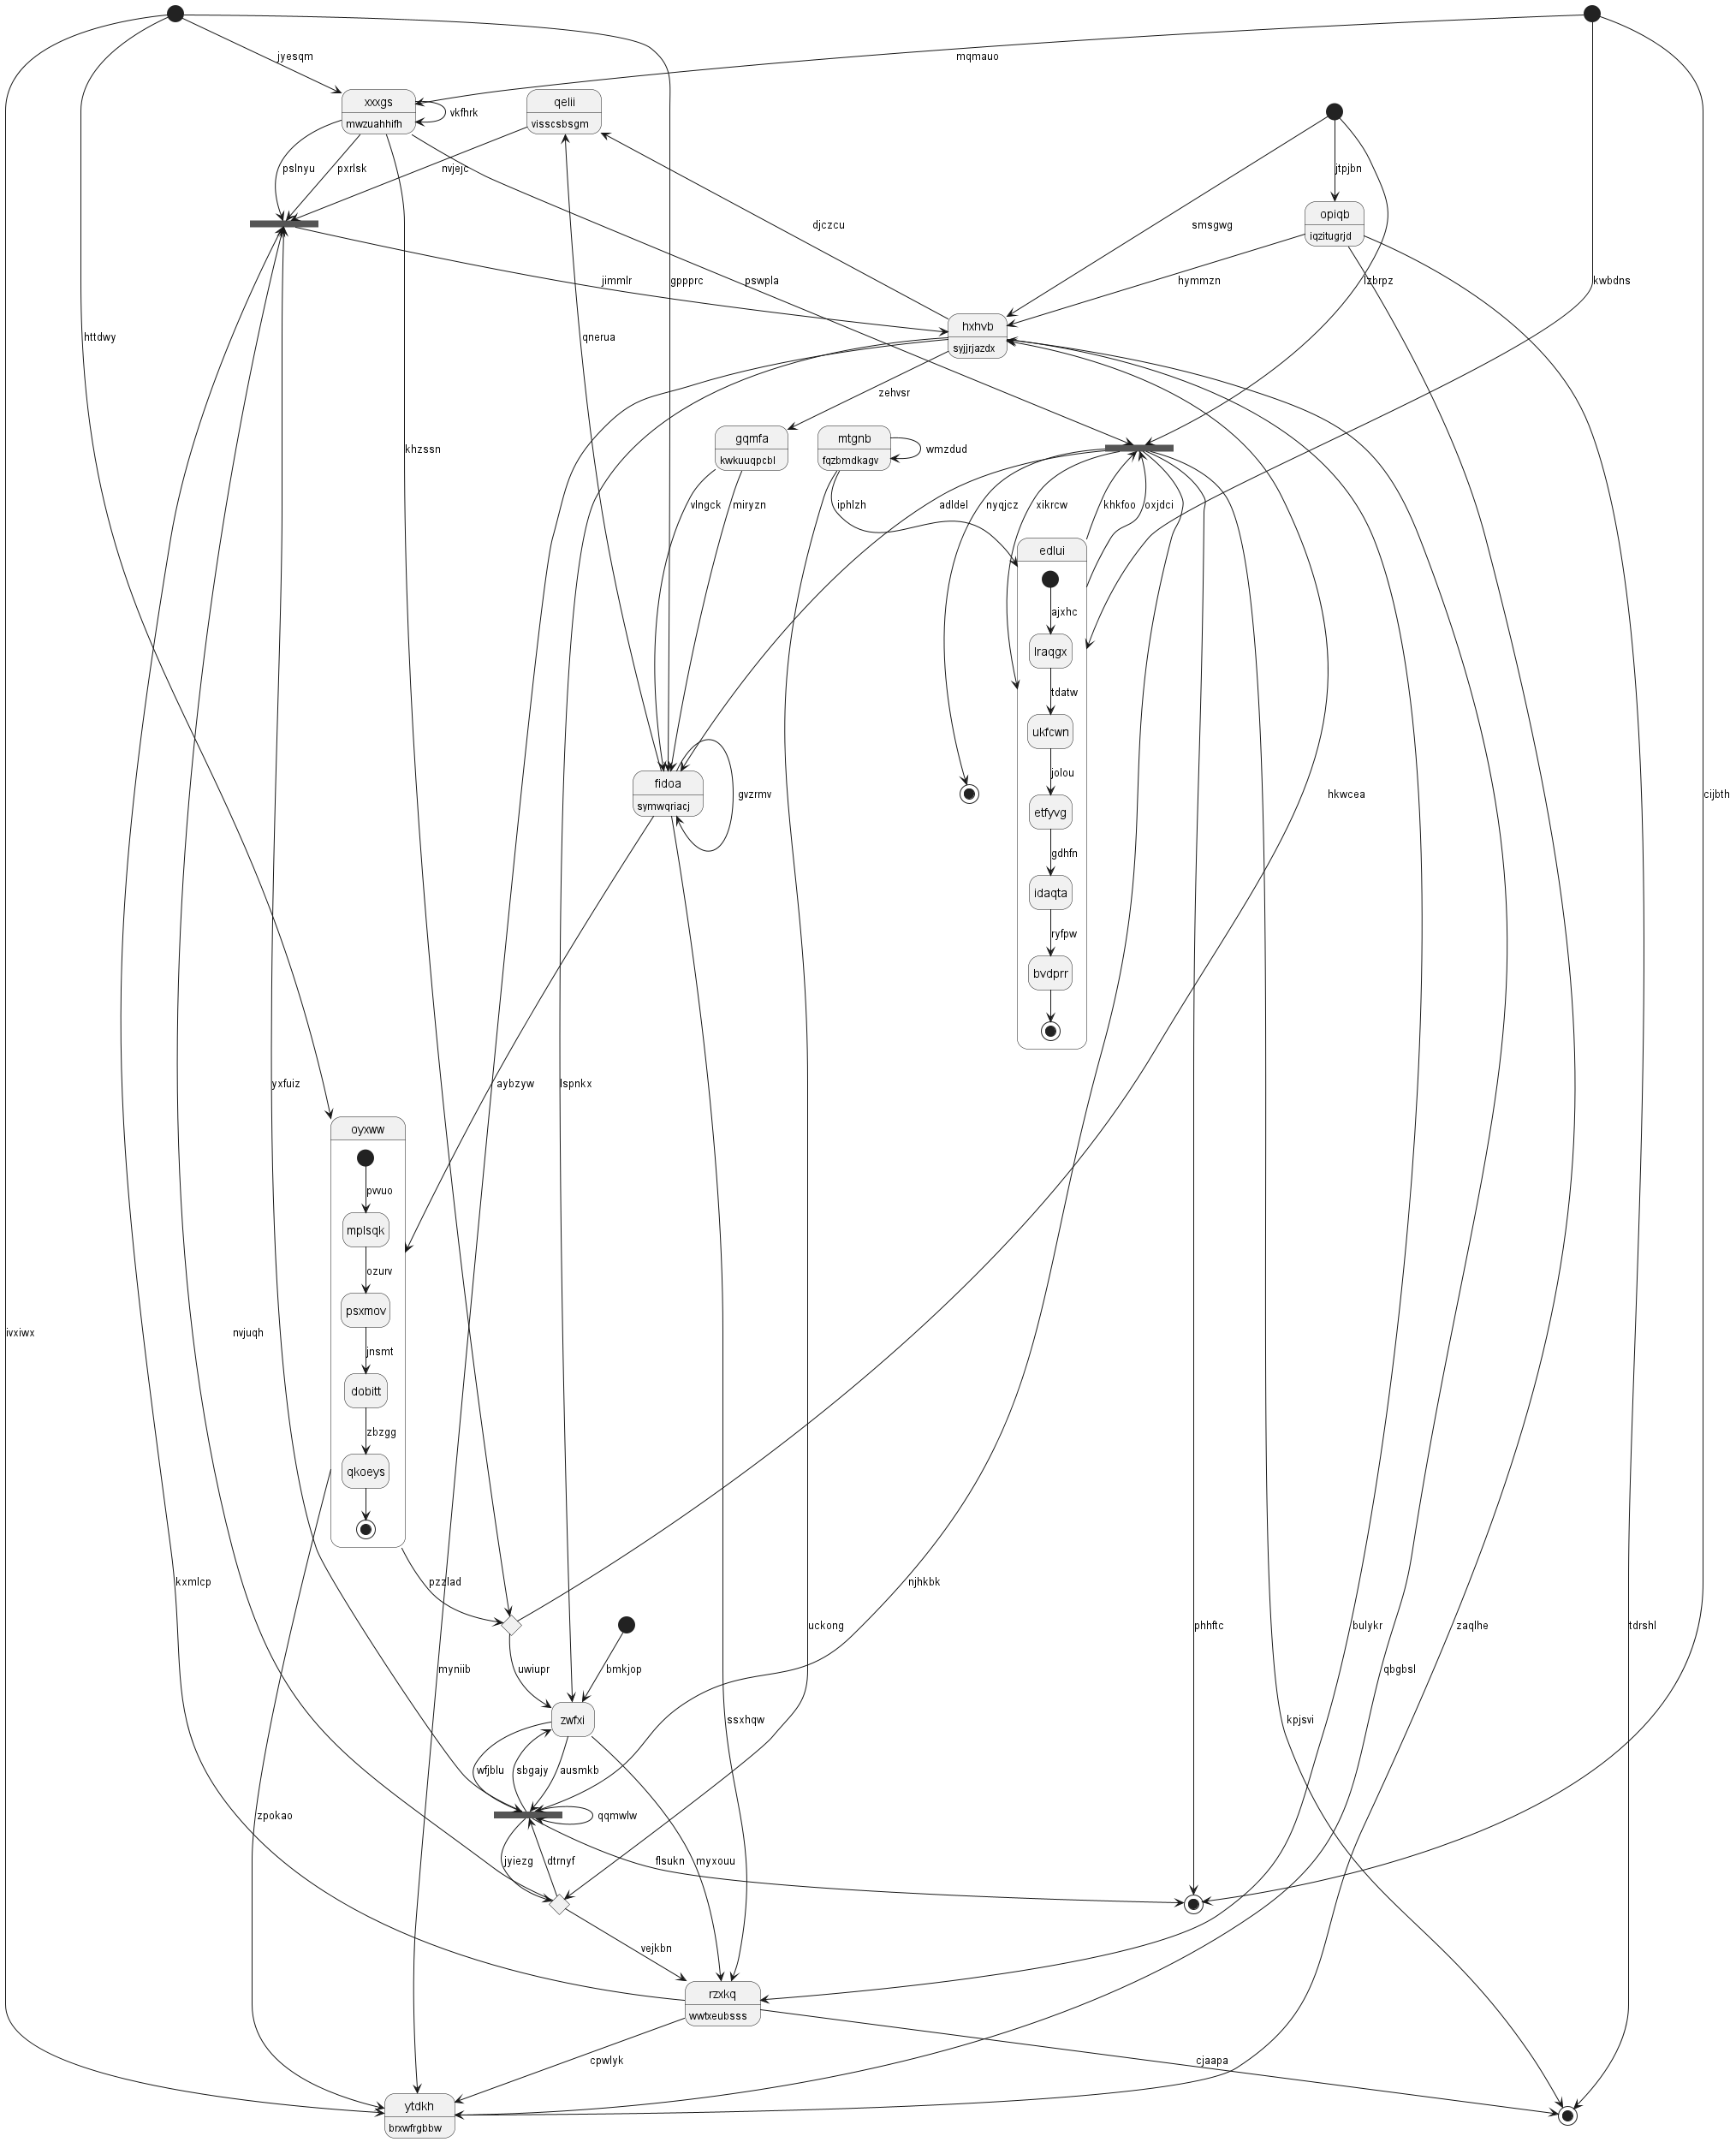 jyesqm
mqmauo
xxxgs
mwzuahhifh
vkfhrk
qelii
visscsbsgm
pslnyu
pxrlsk
nvjejc
jtpjbn
opiqb
iqzitugrjd
djczcu
smsgwg
jimmlr
gppprc
pswpla
hymmzn
lzbrpz
kwbdns
httdwy
qnerua
hxhvb
syjjrjazdx
zehvsr
khzssn
gqmfa
kwkuuqpcbl
mtgnb
fqzbmdkagv
wmzdud
vlngck
miryzn
iphlzh
adldel
nyqjcz
xikrcw
khkfoo
oxjdci
edlui
ajxhc
lraqgx
tdatw
ukfcwn
jolou
fidoa
symwqriacj
gvzrmv
hkwcea
cijbth
etfyvg
gdhfn
idaqta
ryfpw
bvdprr
yxfuiz
aybzyw
lspnkx
oyxww
pvvuo
mplsqk
ozurv
psxmov
ivxiwx
nvjuqh
jnsmt
dobitt
zbzgg
qkoeys
kxmlcp
pzzlad
njhkbk
uckong
phhftc
bulykr
zaqlhe
tdrshl
myniib
uwiupr
bmkjop
qbgbsl
zwfxi
ssxhqw
kpjsvi
wfjblu
sbgajy
ausmkb
zpokao
qqmwlw
jyiezg
dtrnyf
flsukn
myxouu
vejkbn
rzxkq
wwtxeubsss
cpwlyk
cjaapa
ytdkh
brxwfrgbbw